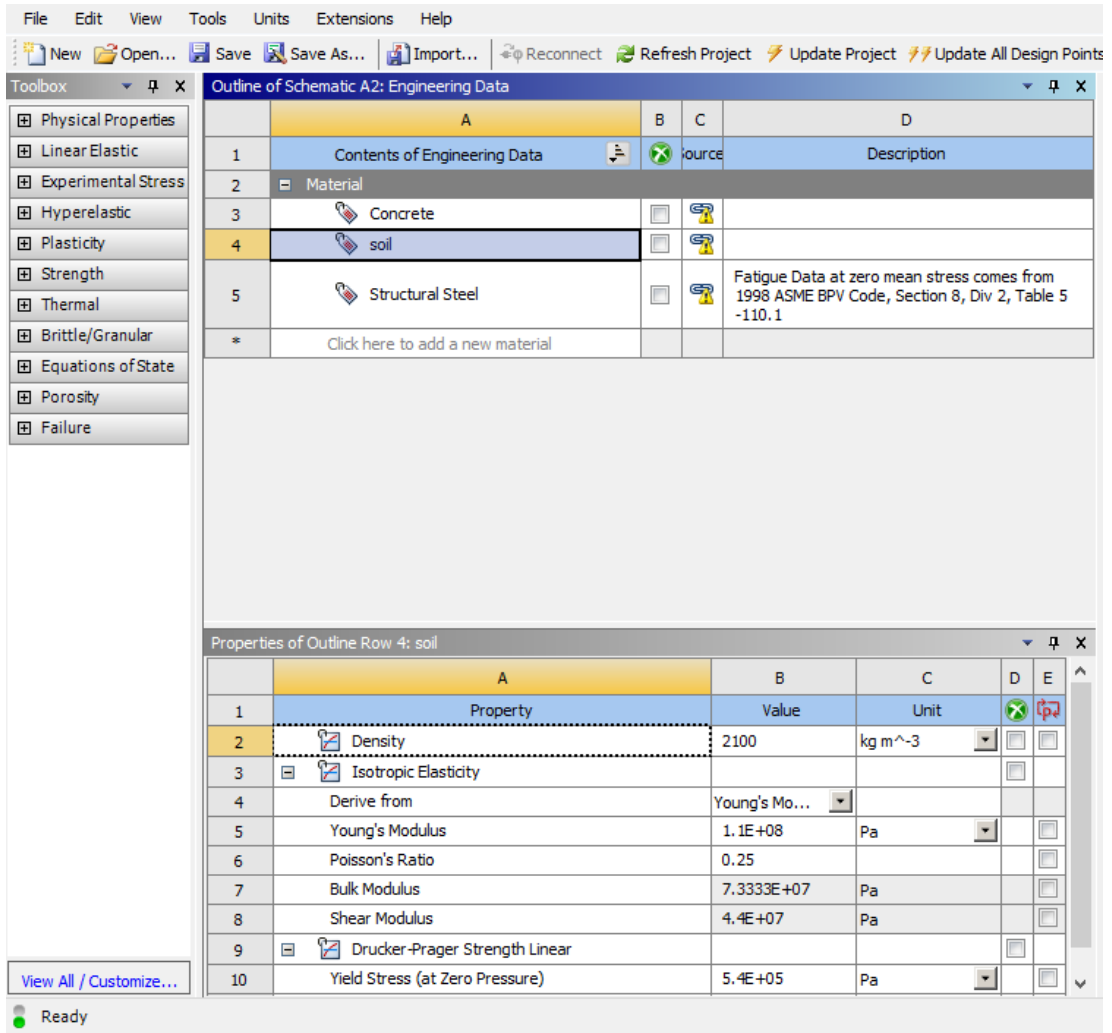 File Edit View Tools Units Extensions Help
New Open... Save Save As... Import... Reconnect Refresh Project Update Project Update All Design Points
Toolbox
Physical Properties
Linear Elastic
Experimental Stress
Hyperelastic
Plasticity
Strength
Thermal
Brittle/Granular
Equations of State
Porosity
Failure
View All / Customize...
Outline of Schematic A2: Engineering Data
A B C D
1 Contents of Engineering Data Source Description
2 Material
3 Concrete
4 soil
5 Structural Steel Fatigue Data at zero mean stress comes from
1998 ASME BPV Code, Section 8, Div 2, Table 5
-110.1
* Click here to add a new material
Properties of Outline Row 4: soil
A B C D E
1 Property Value Unit
2 Density 2100 kg m^-3
3 Isotropic Elasticity
4 Derive from Young's Mo...
5 Young's Modulus 1.1E+08 Pa
6 Poisson's Ratio 0.25
7 Bulk Modulus 7.3333E+07 Pa
8 Shear Modulus 4.4E+07 Pa
9 Drucker-Prager Strength Linear
10 Yield Stress (at Zero Pressure) 5.4E+05 Pa
Ready